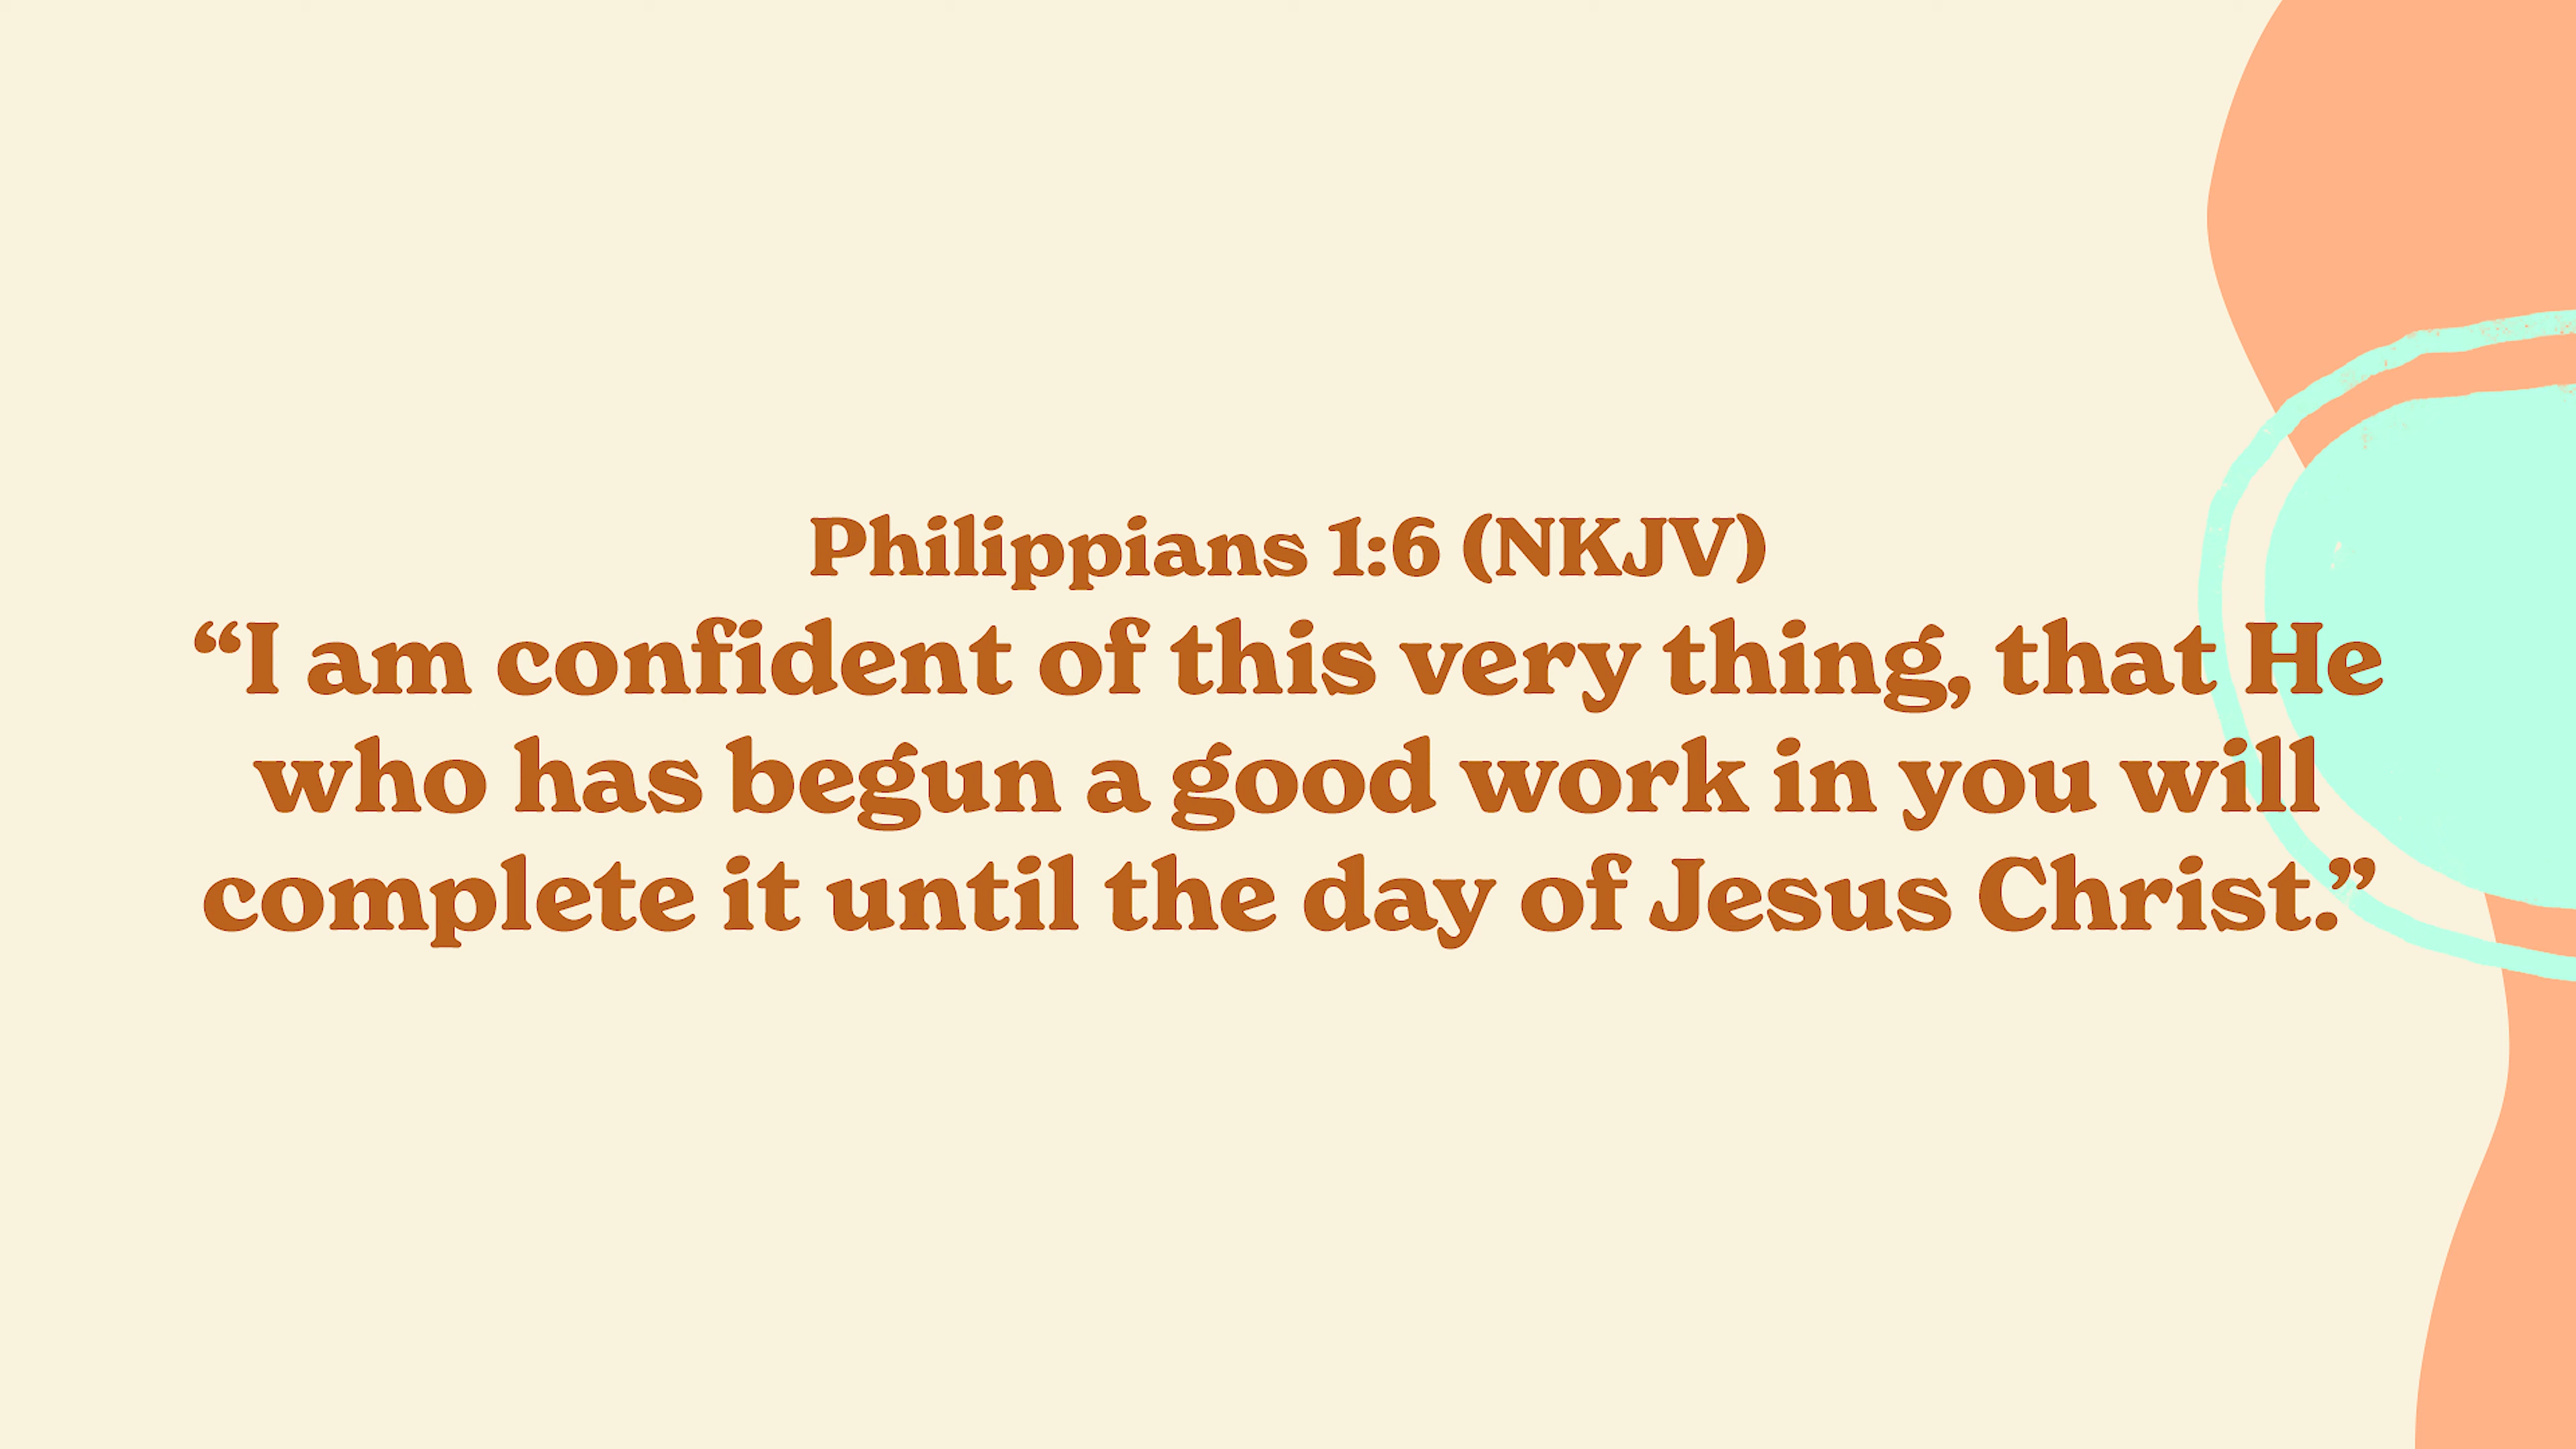 Philippians 1:6 (NKJV)
“I am confident of this very thing, that He
who has begun a good work in you will
complete it until the day of Jesus Christ.”